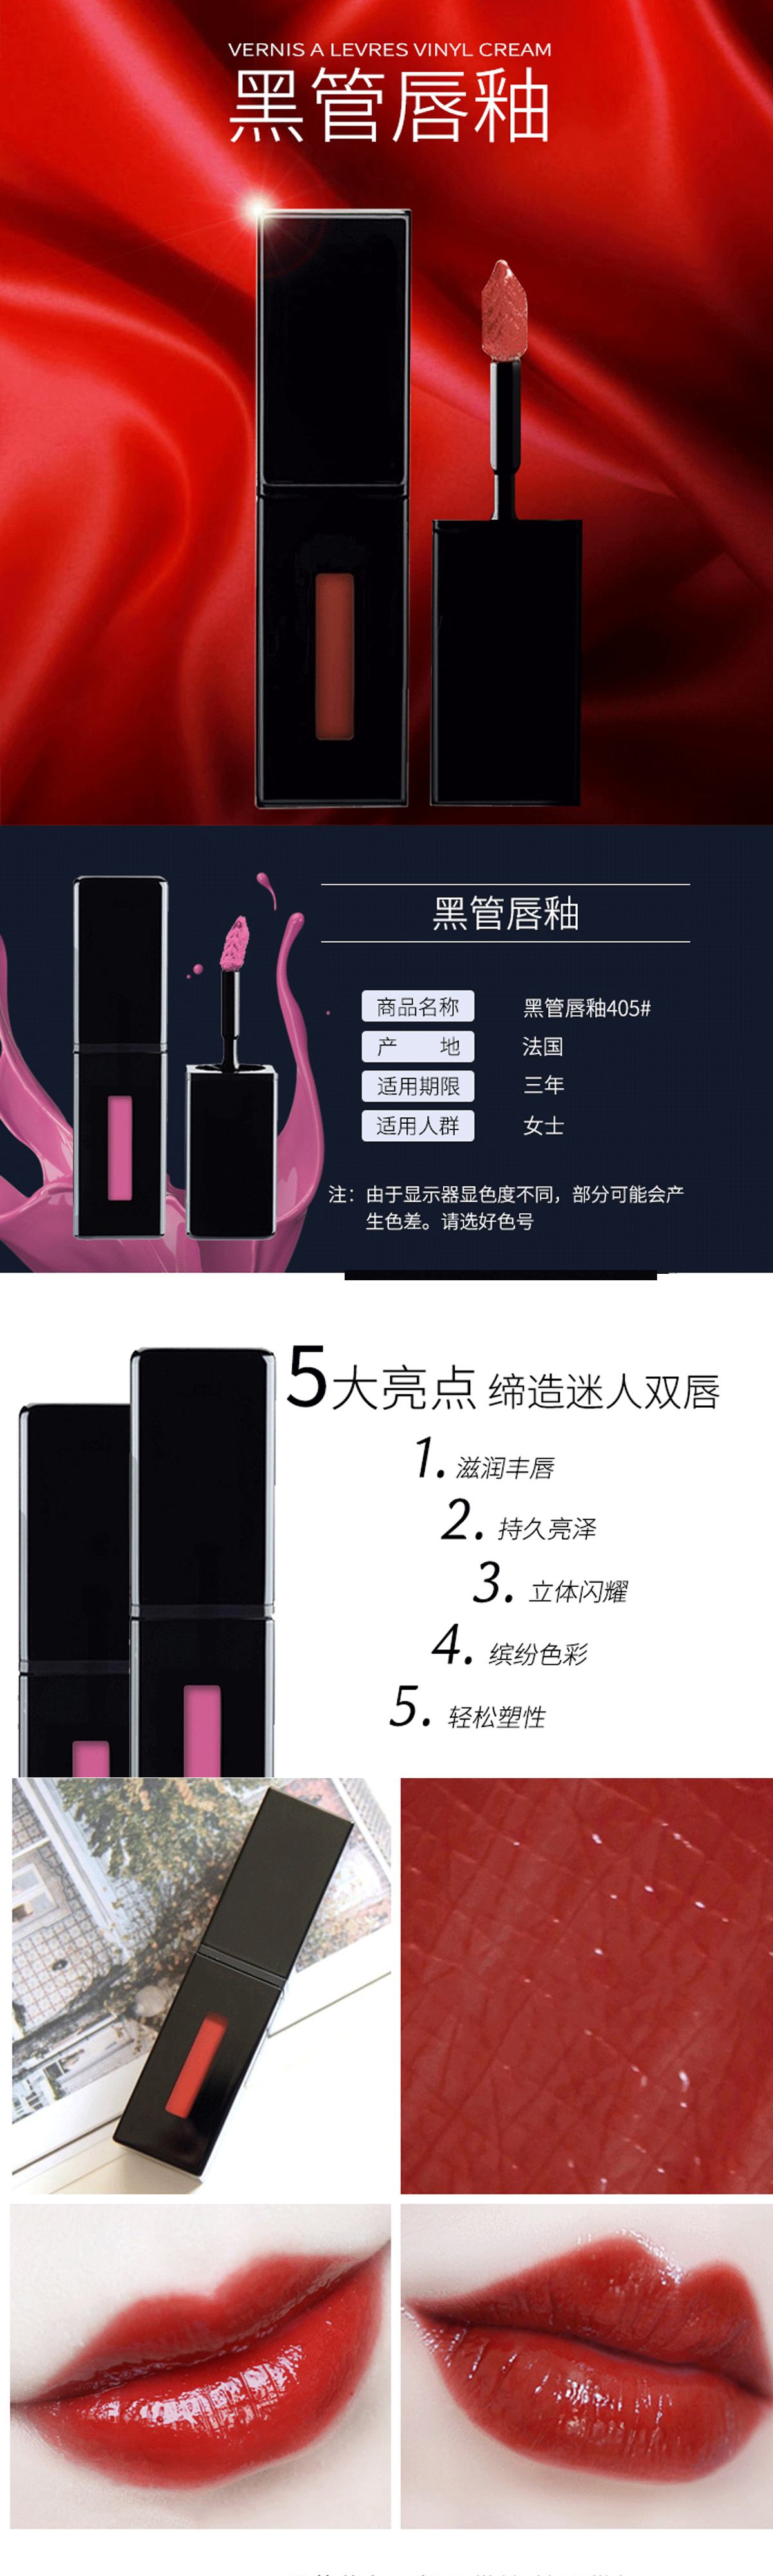 VERNIS A LEVRES VINYL CREAM
黑管唇釉
黑管唇釉
商品名称 黑管唇釉405#
产 地 法国
适用期限 三年
适用人群 女士
注：由于显示器显色度不同，部分可能会产
生色差。请选好色号
5大亮点 缔造迷人双唇
1. 滋润丰唇
2. 持久亮泽
3. 立体闪耀
4. 缤纷色彩
5. 轻松塑性